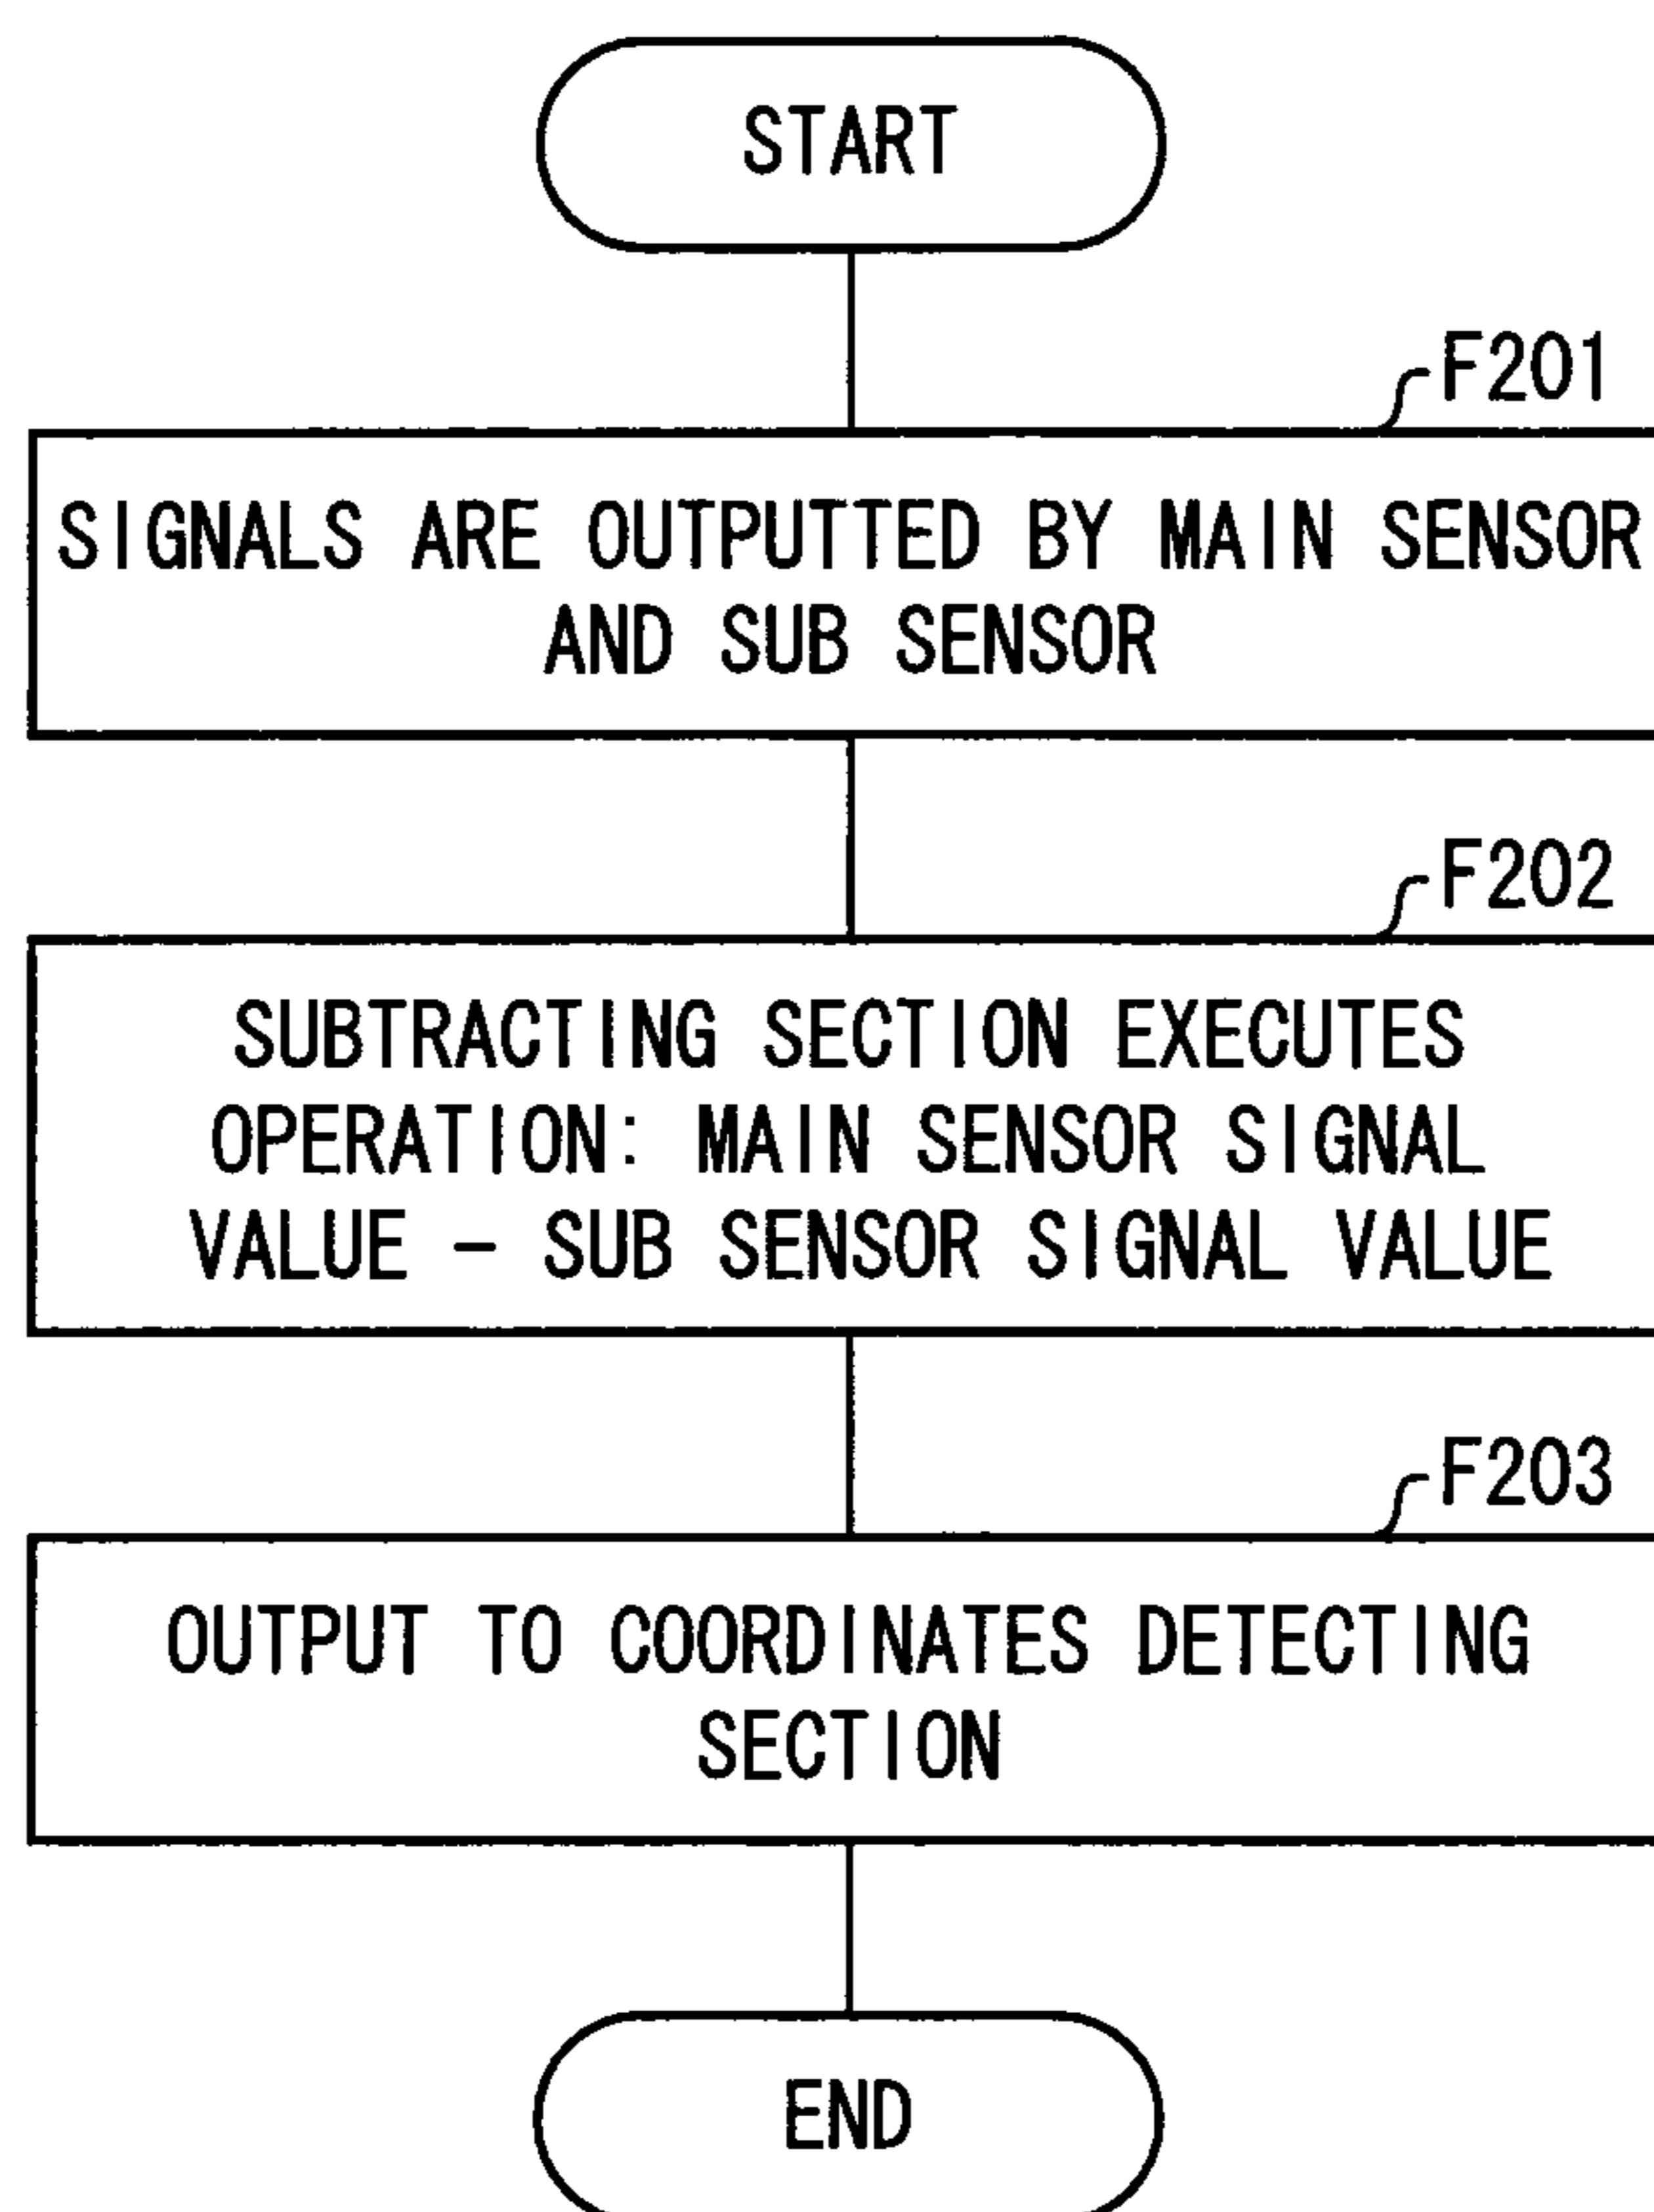 START
F201
SIGNALS ARE OUTPUTTED BY MAIN SENSOR
AND SUB SENSOR
F202
SUBTRACTING SECTION EXECUTES
OPERATION: MAIN SENSOR SIGNAL
VALUE - SUB SENSOR SIGNAL VALUE
F203
OUTPUT TO COORDINATES DETECTING
SECTION
END